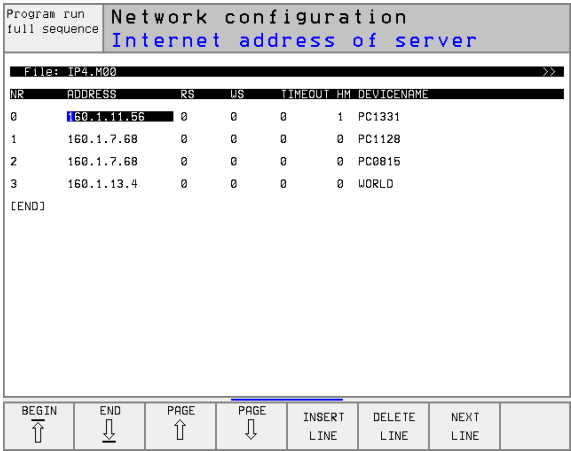 Program run
full sequence
Network configuration
Internet address of server
File: IP4.M00 >>
NR ADDRESS RS WS TIMEOUT HM DEVICENAME
0 160.1.11.56 0 0 0 1 PC1331
1 160.1.7.68 0 0 0 0 PC1128
2 160.1.7.68 0 0 0 0 PC0815
3 160.1.13.4 0 0 0 0 WORLD
[END]
BEGIN END PAGE PAGE INSERT LINE DELETE LINE NEXT LINE